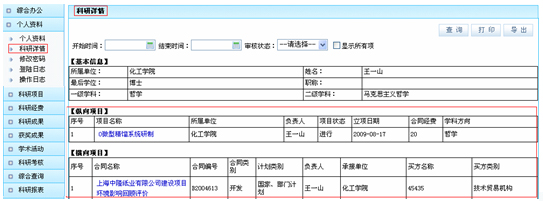 综合办公
个人资料
个人资料
科研详情
修改密码
登陆日志
操作日志
科研项目
科研经费
科研成果
获奖成果
学术活动
科研考核
综合查询
科研报表
科研详情
查 询 打 印 导 出
开始时间： 结束时间： 审核状态： --请选择-- 显示所有项
【基本信息】
所属单位： 化工学院 姓名： 王一山
最后学位： 博士 职称：
一级学科： 哲学 二级学科： 马克思主义哲学
【纵向项目】
序号 项目名称 所属单位 负责人 项目状态 立项日期 合同经费 学科方向
1 0微型精馏系统研制 化工学院 王一山 进行 2009-08-17 20 哲学
【横向项目】
序号 合同名称 合同编号 合同类别 计划类别 负责人 承接单位 买方名称 买方类别
1 上海中隆纸业有限公司建设项目环境影响回顾评价 B2004613 开发 国家、部门计划 王一山 化工学院 45435 技术贸易机构